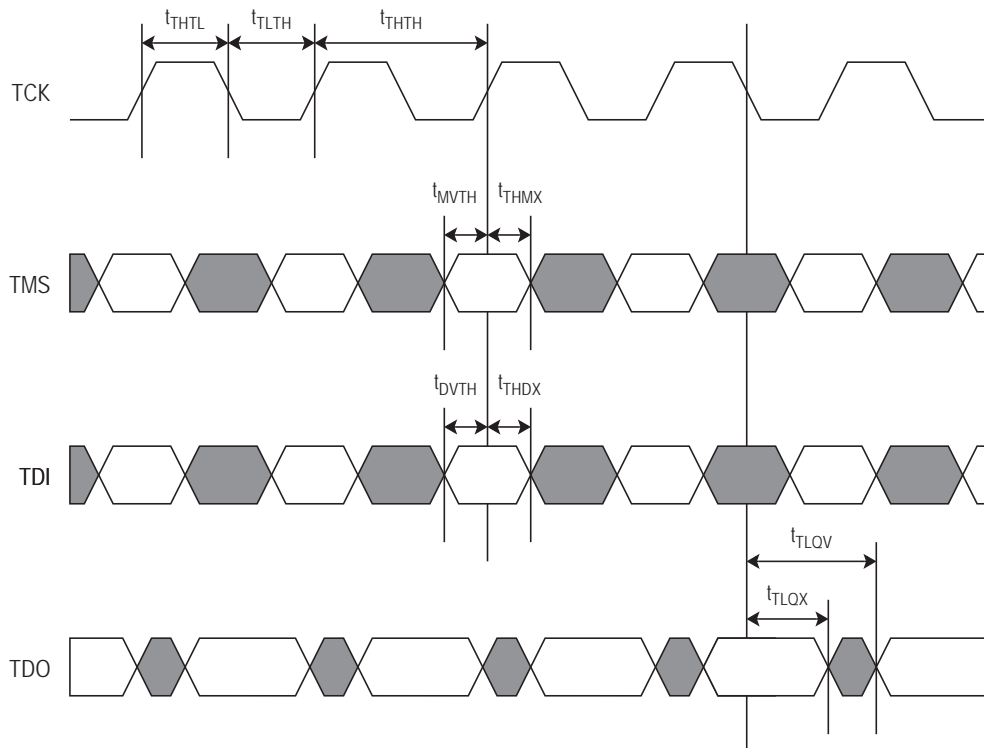 tTHTL tTLTH tTHTH
TCK
tMVTH tTHMX
TMS
tDVTH tTHDX
TDI
tTLQV
tTLQX
TDO